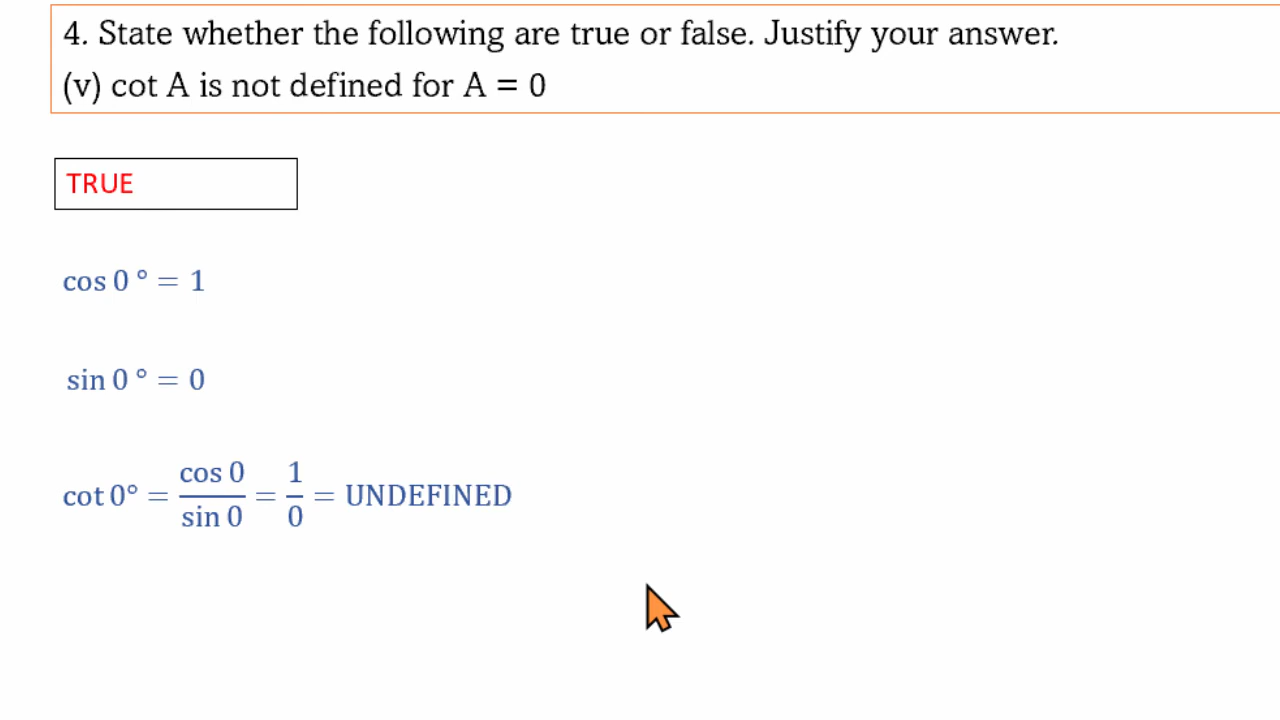 4. State whether the following are true or false. Justify your answer.
(v) cot A is not defined for A = 0
TRUE
cos 0 ° = 1
sin 0 ° = 0
cot 0° = cos 0 / sin 0 = 1 / 0 = UNDEFINED